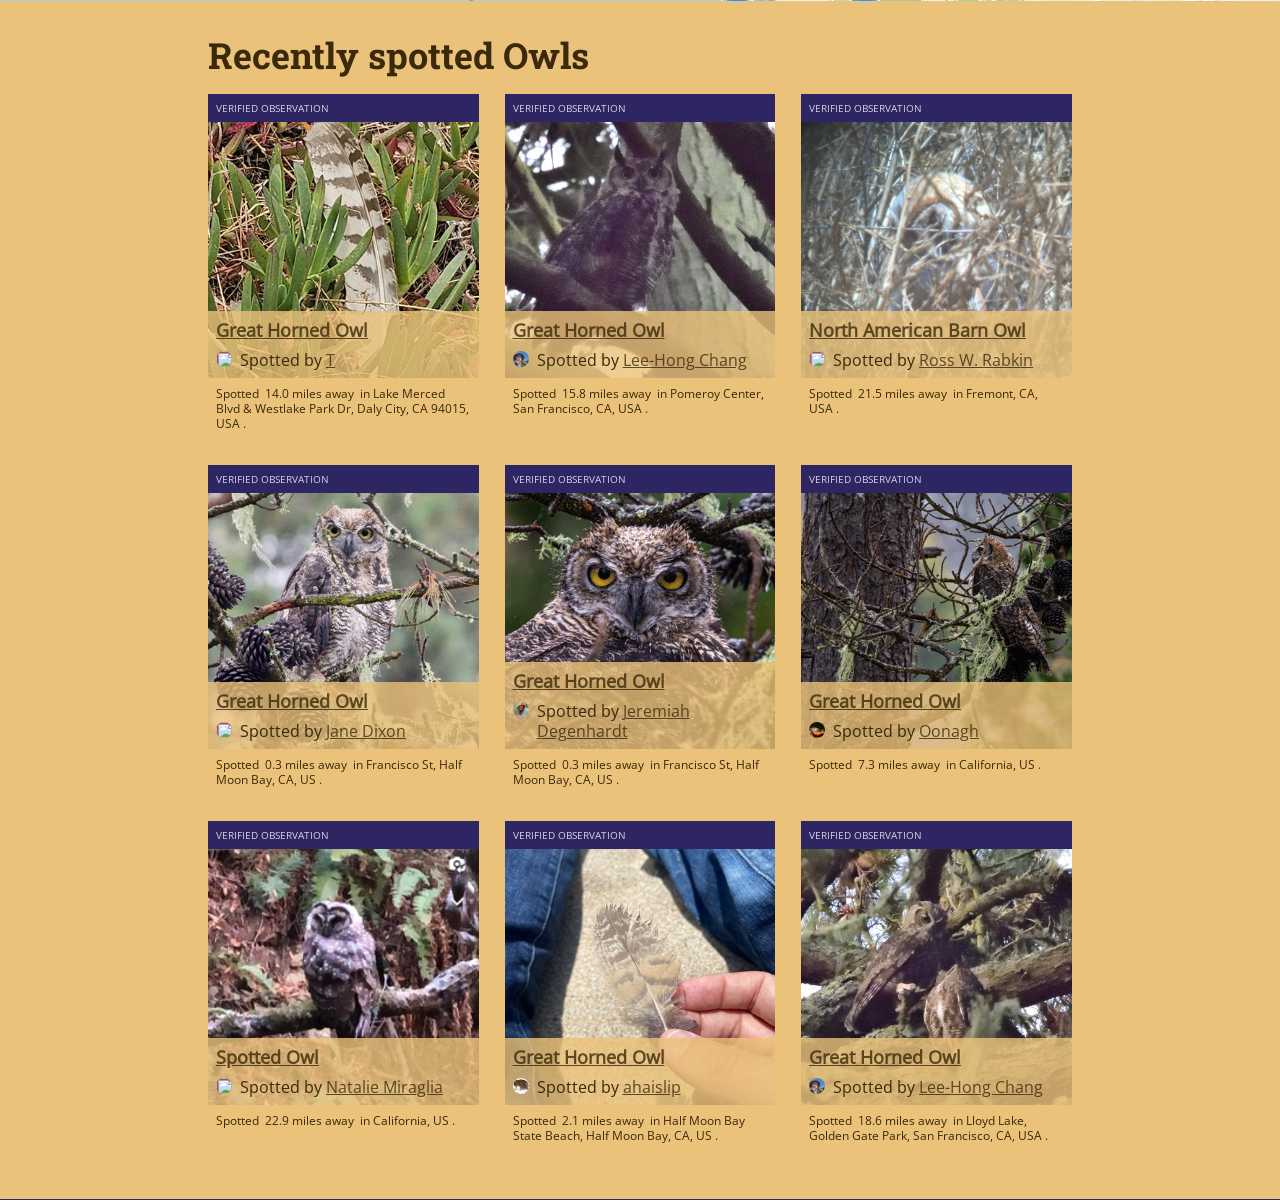 Recently spotted Owls
VERIFIED OBSERVATION
Great Horned Owl
Spotted by T
Spotted 14.0 miles away in Lake Merced
Blvd & Westlake Park Dr, Daly City, CA 94015,
USA .
VERIFIED OBSERVATION
Great Horned Owl
Spotted by Lee-Hong Chang
Spotted 15.8 miles away in Pomeroy Center,
San Francisco, CA, USA .
VERIFIED OBSERVATION
North American Barn Owl
Spotted by Ross W. Rabkin
Spotted 21.5 miles away in Fremont, CA,
USA .
VERIFIED OBSERVATION
Great Horned Owl
Spotted by Jane Dixon
Spotted 0.3 miles away in Francisco St, Half
Moon Bay, CA, US .
VERIFIED OBSERVATION
Great Horned Owl
Spotted by Jeremiah
Degenhardt
Spotted 0.3 miles away in Francisco St, Half
Moon Bay, CA, US .
VERIFIED OBSERVATION
Great Horned Owl
Spotted by Oonagh
Spotted 7.3 miles away in California, US .
VERIFIED OBSERVATION
Spotted Owl
Spotted by Natalie Miraglia
Spotted 22.9 miles away in California, US .
VERIFIED OBSERVATION
Great Horned Owl
Spotted by ahaislip
Spotted 2.1 miles away in Half Moon Bay
State Beach, Half Moon Bay, CA, US .
VERIFIED OBSERVATION
Great Horned Owl
Spotted by Lee-Hong Chang
Spotted 18.6 miles away in Lloyd Lake,
Golden Gate Park, San Francisco, CA, USA .